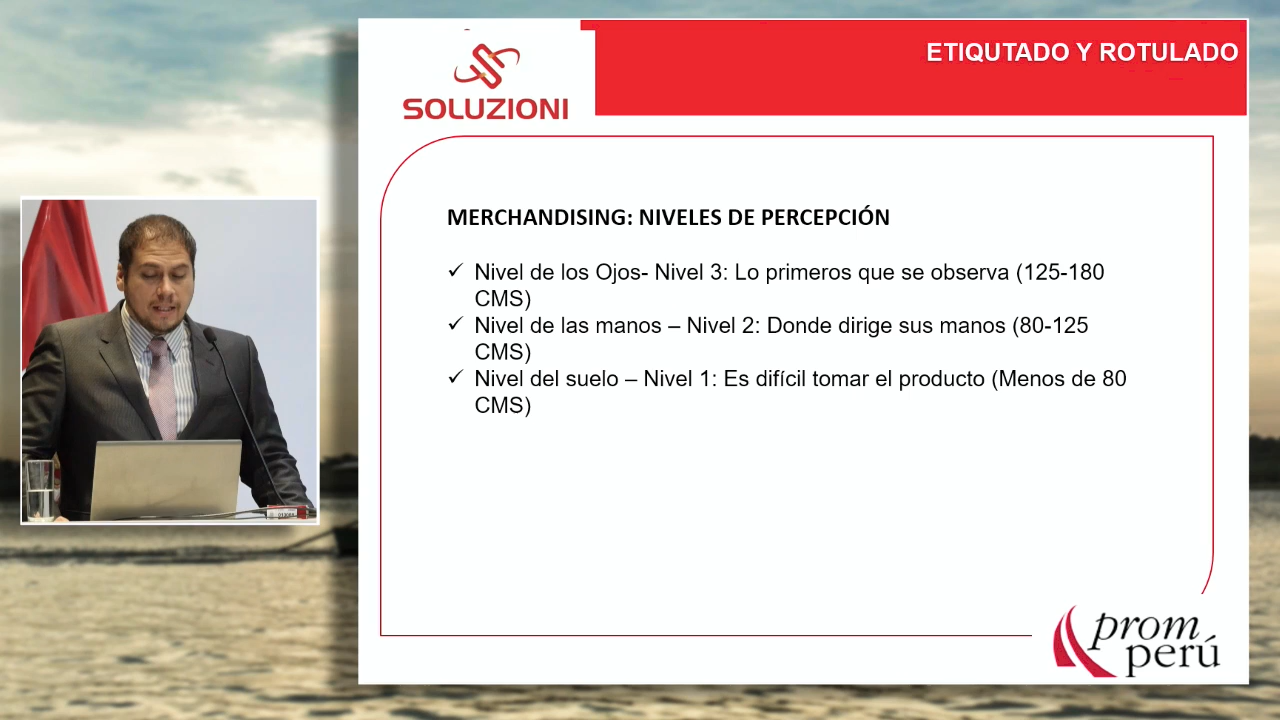 SOLUZIONI
ETIQUTADO Y ROTULADO
MERCHANDISING: NIVELES DE PERCEPCIÓN
✓ Nivel de los Ojos- Nivel 3: Lo primeros que se observa (125-180
CMS)
✓ Nivel de las manos – Nivel 2: Donde dirige sus manos (80-125
CMS)
✓ Nivel del suelo – Nivel 1: Es difícil tomar el producto (Menos de 80
CMS)
prom
perú